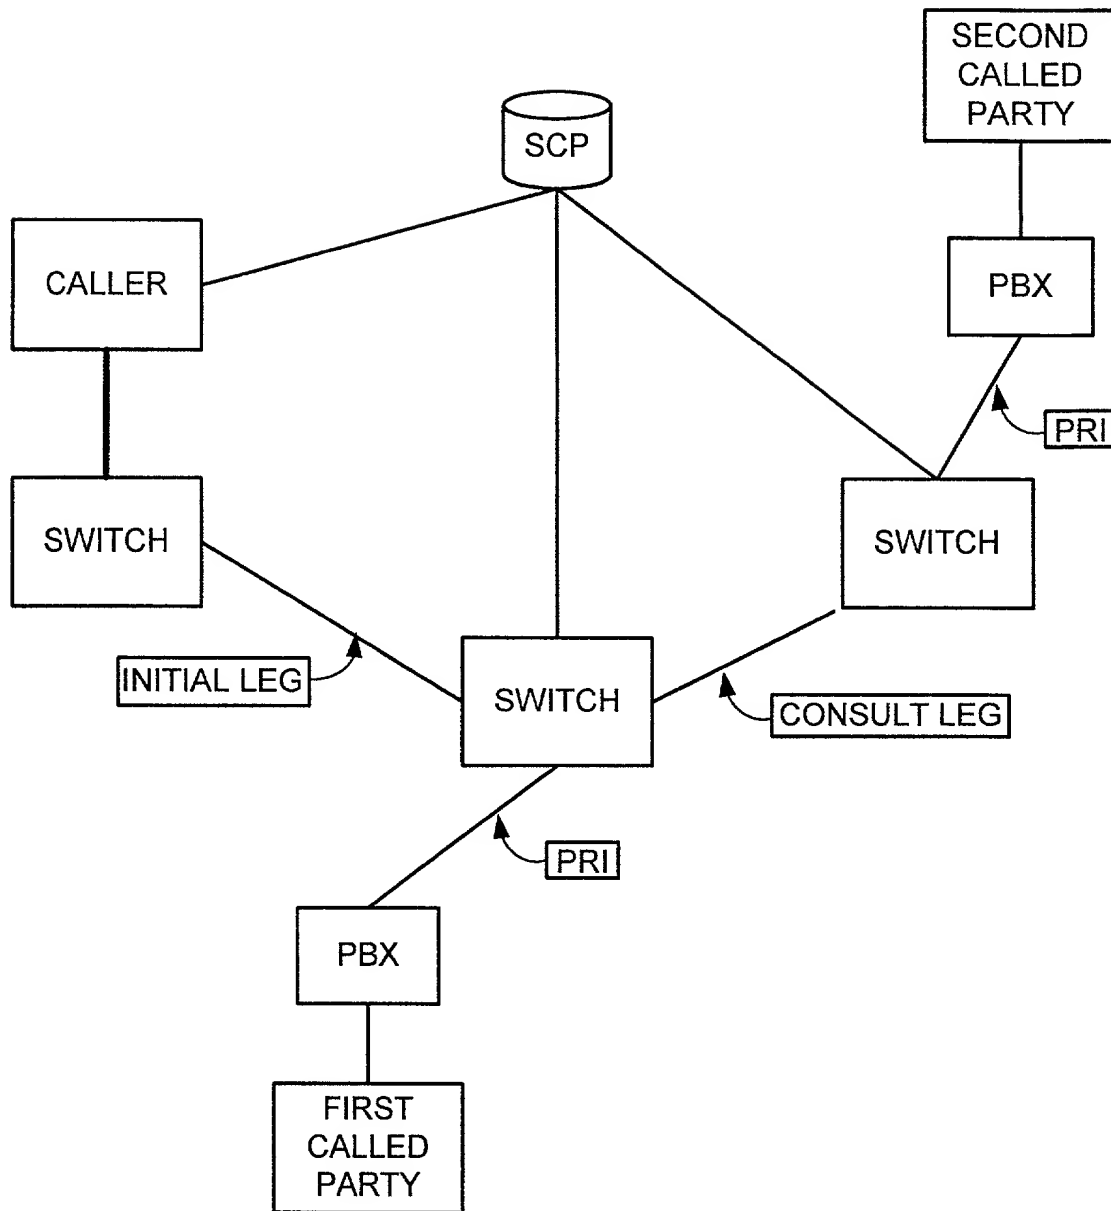 SECOND
CALLED
PARTY
SCP
CALLER
PBX
PRI
SWITCH
SWITCH
INITIAL LEG
SWITCH
CONSULT LEG
PRI
PBX
FIRST
CALLED
PARTY